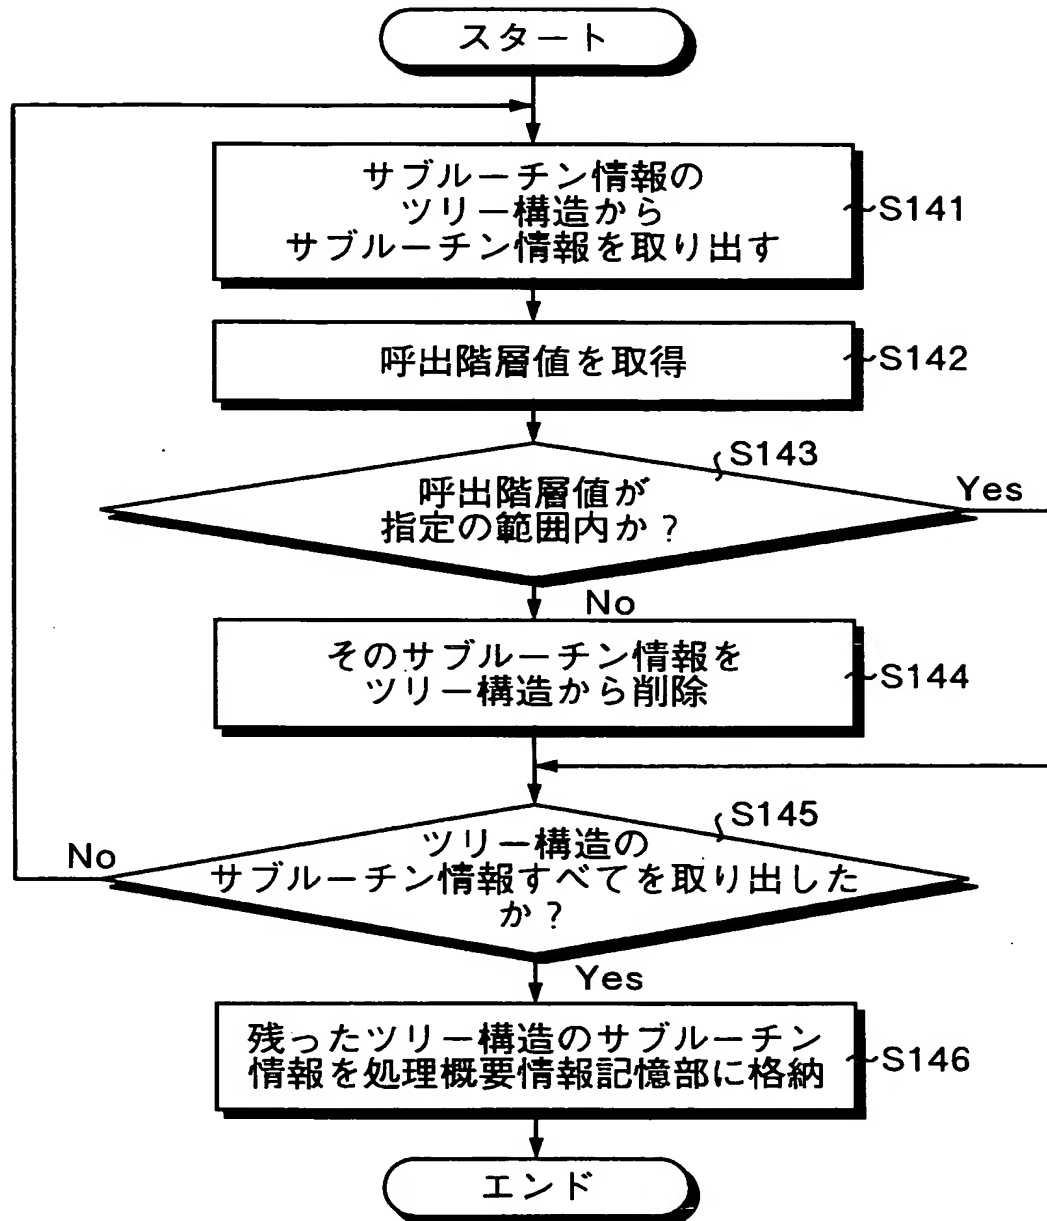 スタート
サブルーチン情報の
ツリー構造から
サブルーチン情報を取り出す
S141
呼出階層値を取得
S142
S143
呼出階層値が
指定の範囲内か?
Yes
No
そのサブルーチン情報を
ツリー構造から削除
S144
S145
ツリー構造の
サブルーチン情報すべてを取り出した
か?
No
Yes
残ったツリー構造のサブルーチン
情報を処理概要情報記憶部に格納
S146
エンド